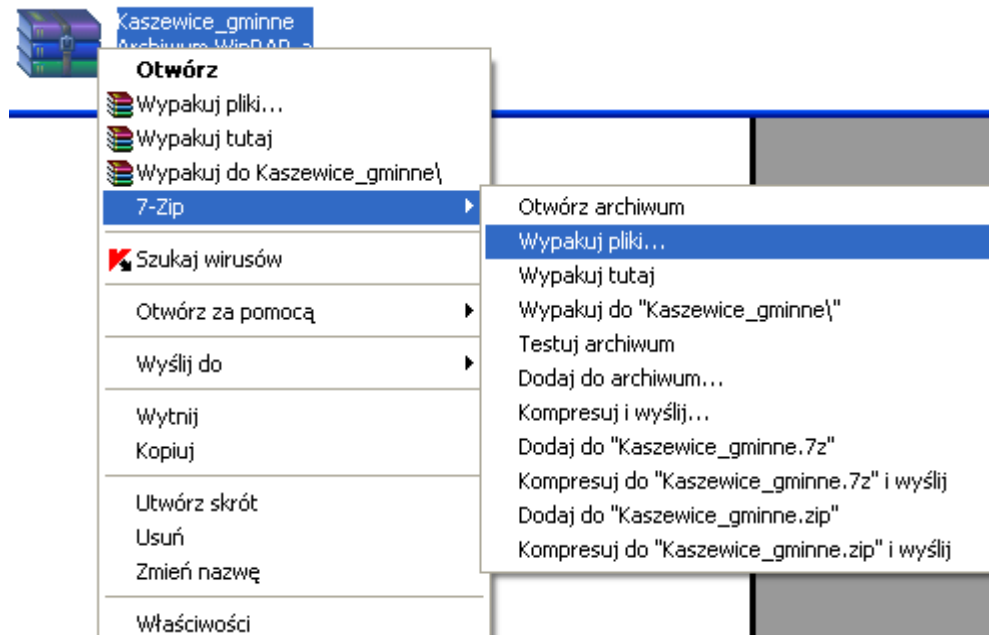 Kaszewice_gminne
Archiwum WinRAR-a
Otwórz
Wypakuj pliki...
Wypakuj tutaj
Wypakuj do Kaszewice_gminne\
7-Zip
Szukaj wirusów
Otwórz za pomocą
Wyślij do
Wytnij
Kopiuj
Utwórz skrót
Usuń
Zmień nazwę
Właściwości
Otwórz archiwum
Wypakuj pliki...
Wypakuj tutaj
Wypakuj do "Kaszewice_gminne\"
Testuj archiwum
Dodaj do archiwum...
Kompresuj i wyślij...
Dodaj do "Kaszewice_gminne.7z"
Kompresuj do "Kaszewice_gminne.7z" i wyślij
Dodaj do "Kaszewice_gminne.zip"
Kompresuj do "Kaszewice_gminne.zip" i wyślij